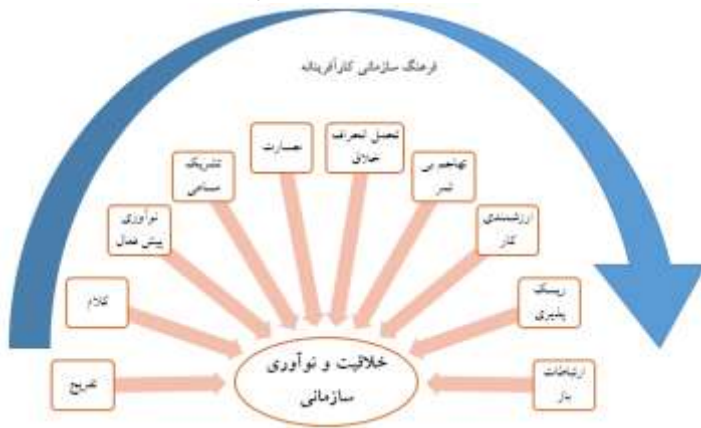 فرهنگ سازمانی کارآفرینانه
تحمل انحراف
خلاق
تهاجم بی
ثمر
ارزشمندی
کار
ریسک
پذیری
ارتباطات
باز
جسارت
تشریک
مساعی
نوآوری
پیش فعال
کلام
تفریح
خلاقیت و نوآوری
سازمانی